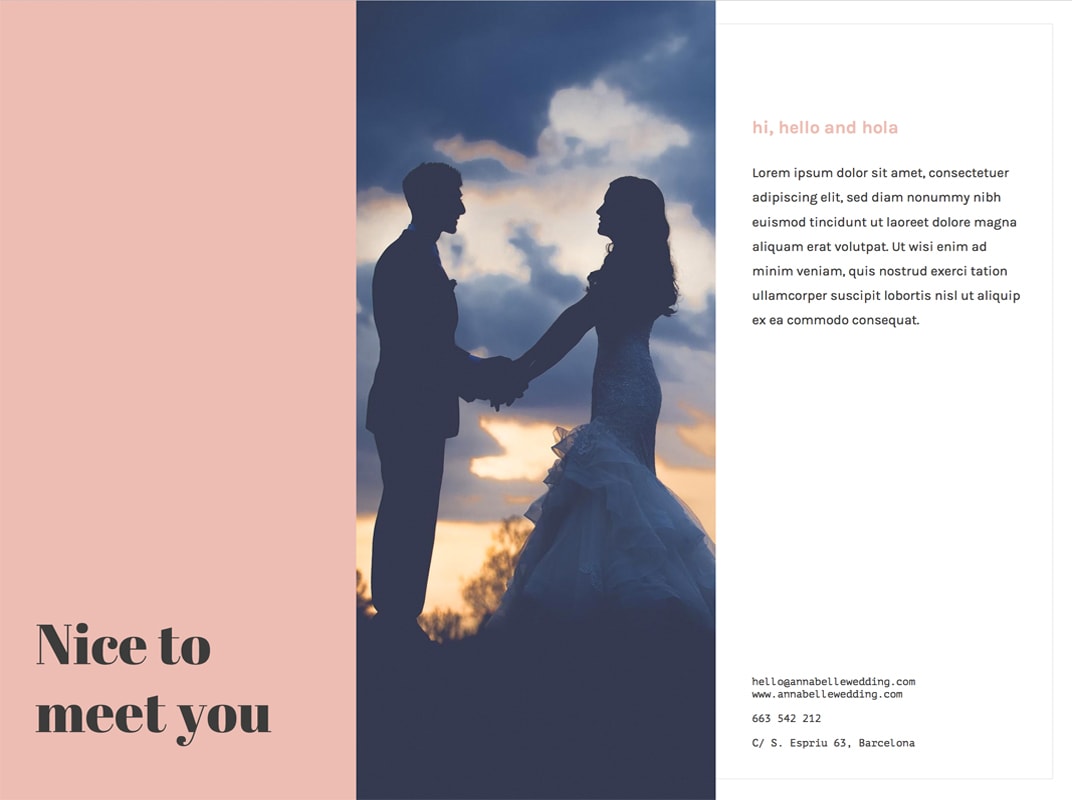 Nice to
meet you
hi, hello and hola
Lorem ipsum dolor sit amet, consectetuer
adipiscing elit, sed diam nonummy nibh
euismod tincidunt ut laoreet dolore magna
aliquam erat volutpat. Ut wisi enim ad
minim veniam, quis nostrud exerci tation
ullamcorper suscipit lobortis nisl ut aliquip
ex ea commodo consequat.
hello@annabellewedding.com
www.annabellewedding.com
663 542 212
C/ S. Espriu 63, Barcelona